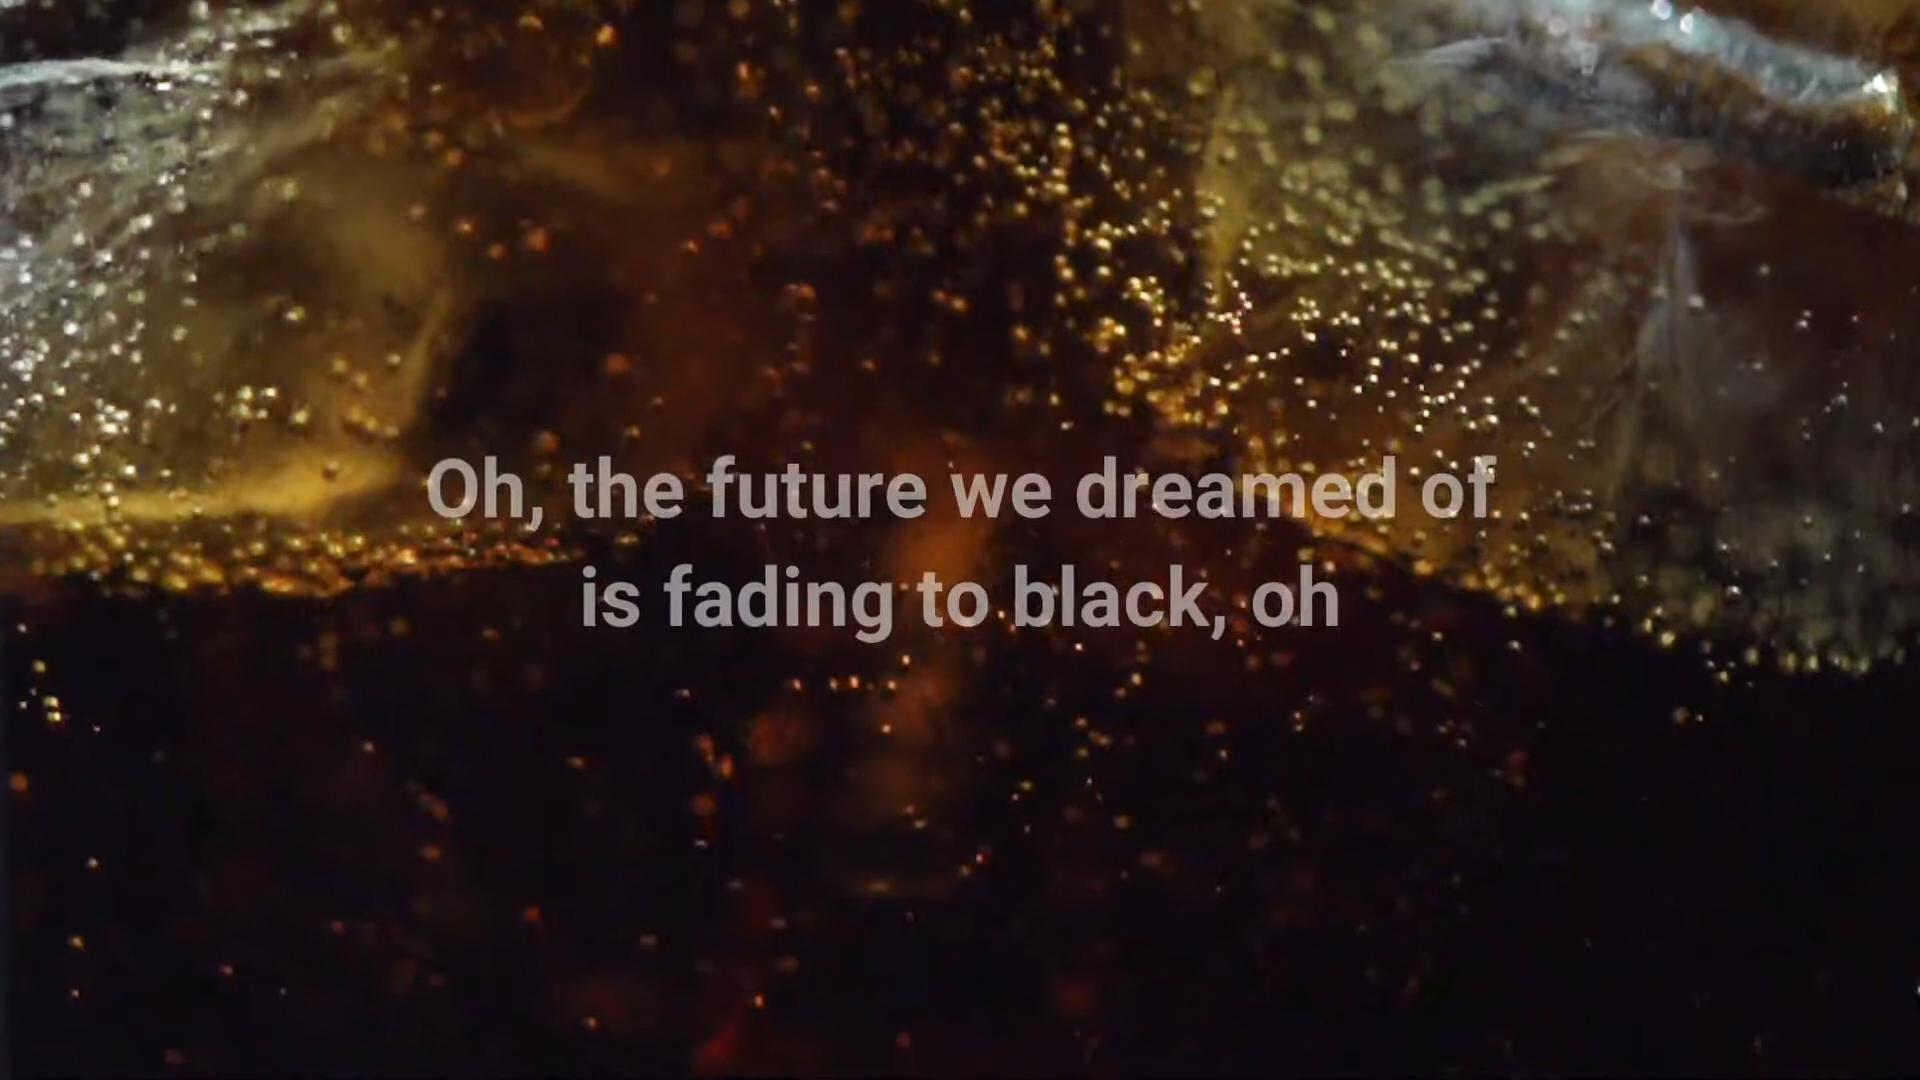 Oh, the future we dreamed of
is fading to black, oh